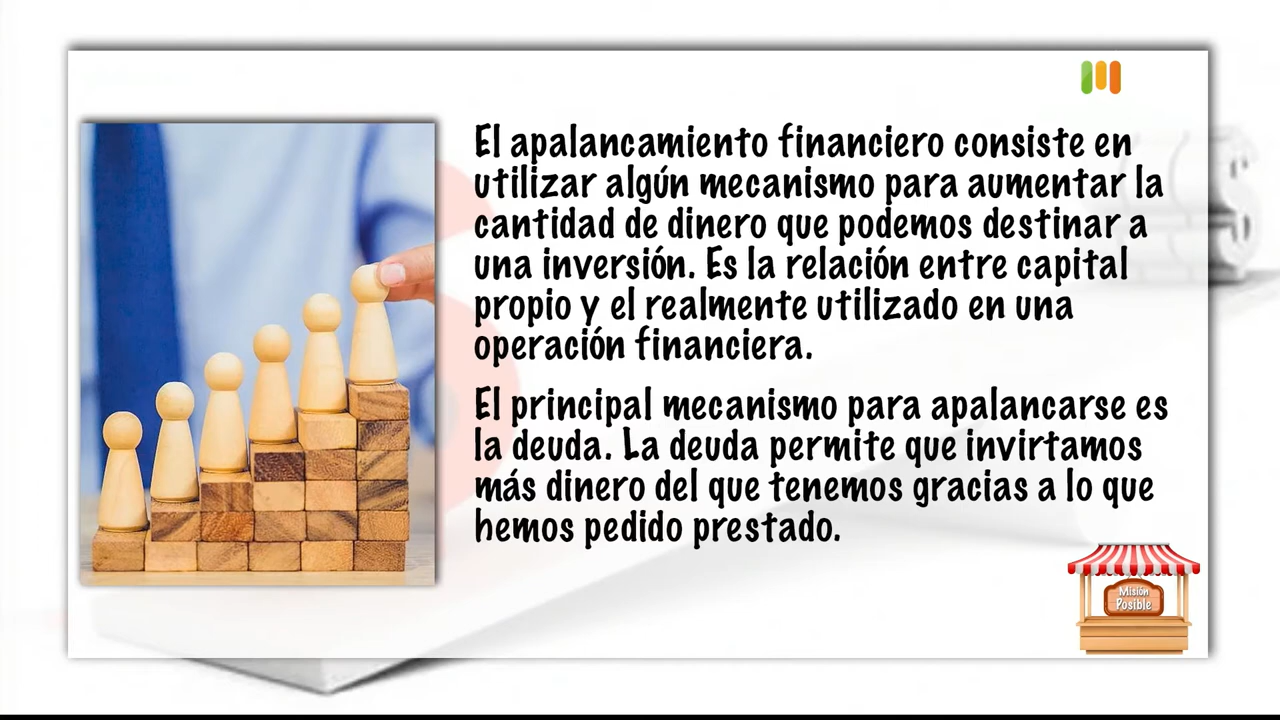 El apalancamiento financiero consiste en
utilizar algún mecanismo para aumentar la
cantidad de dinero que podemos destinar a
una inversión. Es la relación entre capital
propio y el realmente utilizado en una
operación financiera.
El principal mecanismo para apalancarse es
la deuda. La deuda permite que invirtamos
más dinero del que tenemos gracias a lo que
hemos pedido prestado.
Misión
Posible